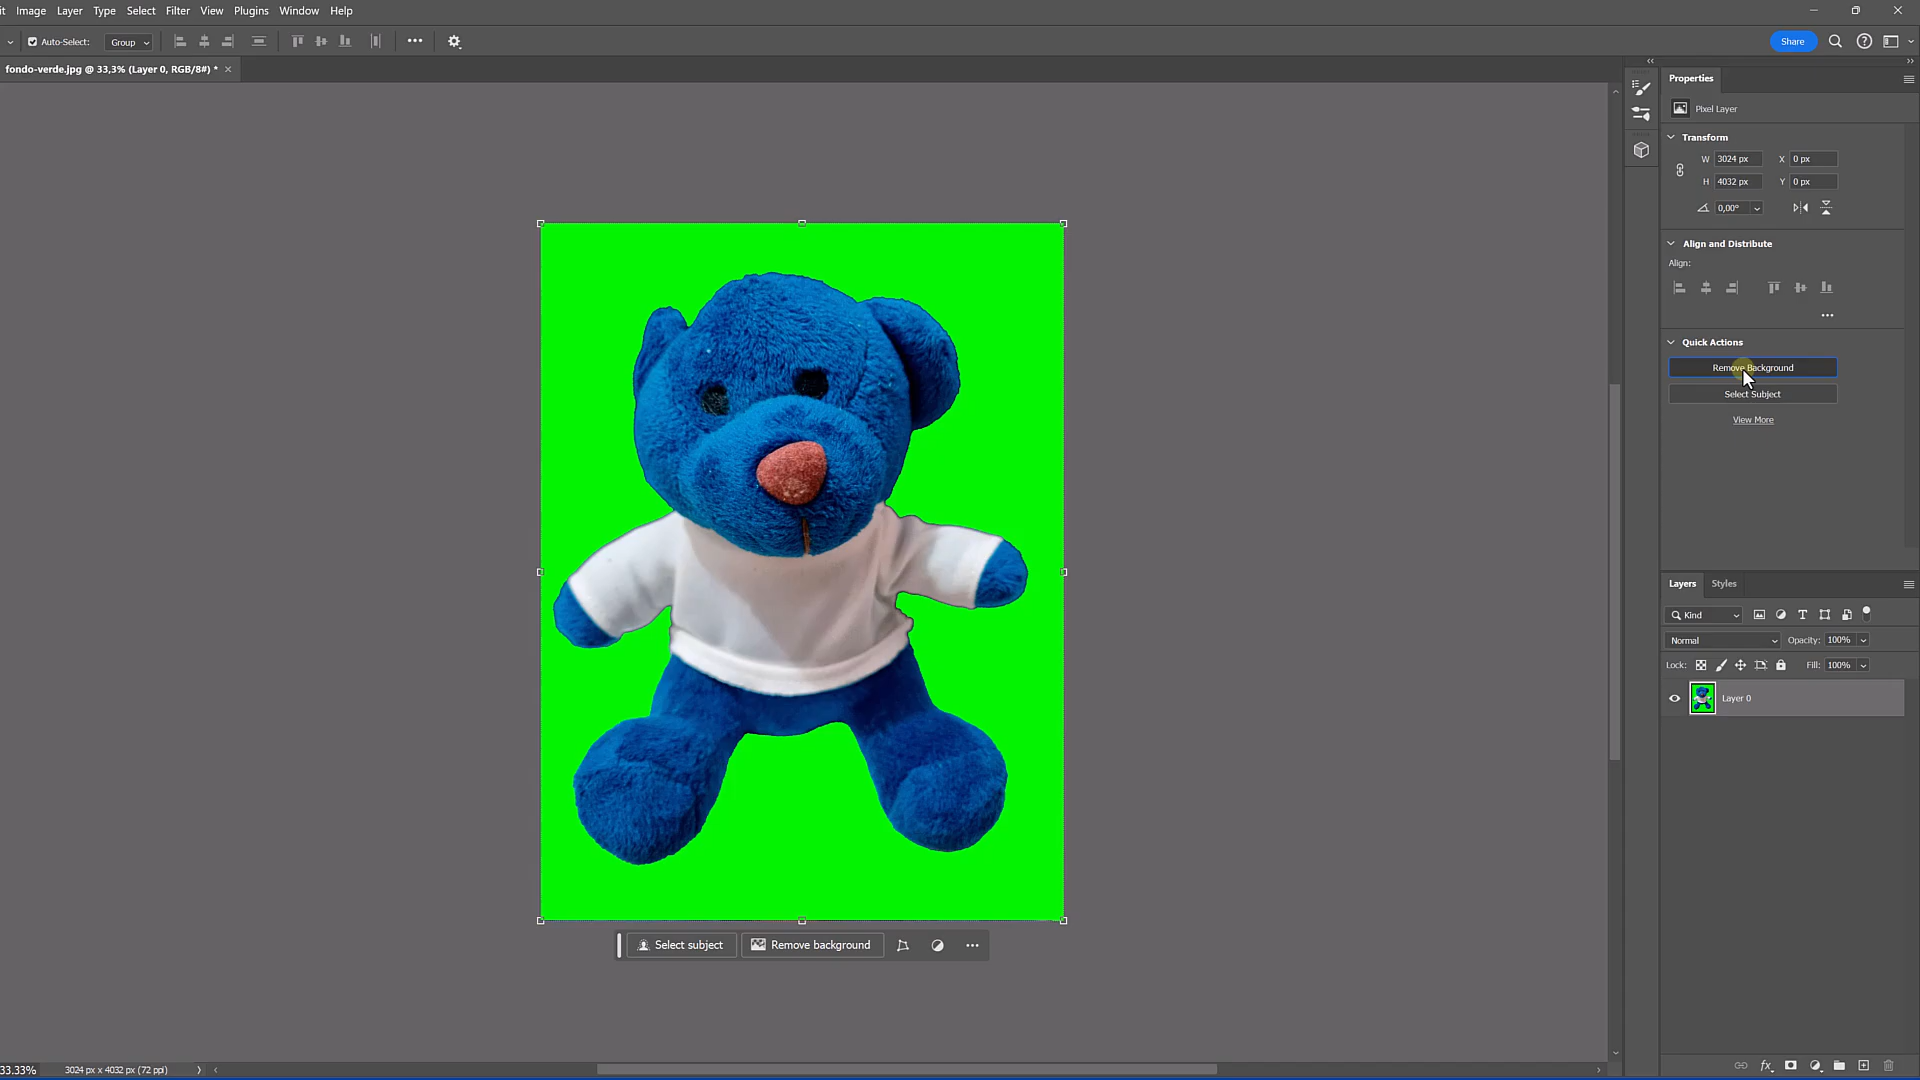 it Image Layer Type Select Filter View Plugins Window Help
Auto-Select: Group
Share
fondo-verde.jpg @ 33,3% (Layer 0, RGB/8#) *
Properties
Pixel Layer
Transform
W 3024 px X 0 px
H 4032 px Y 0 px
0,00°
Align and Distribute
Align:
Quick Actions
Remove Background
Select Subject
View More
Layers Styles
Kind
Normal Opacity: 100%
Lock: Fill: 100%
Layer 0
Select subject Remove background
33.33% 3024 px x 4032 px (72 ppi)